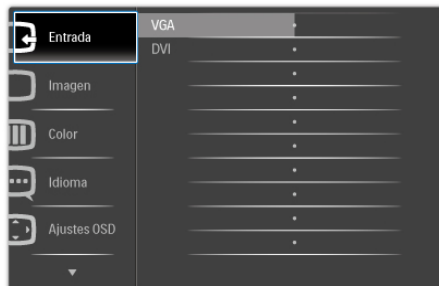 Entrada
VGA
DVI
Imagen
Color
Idioma
Ajustes OSD